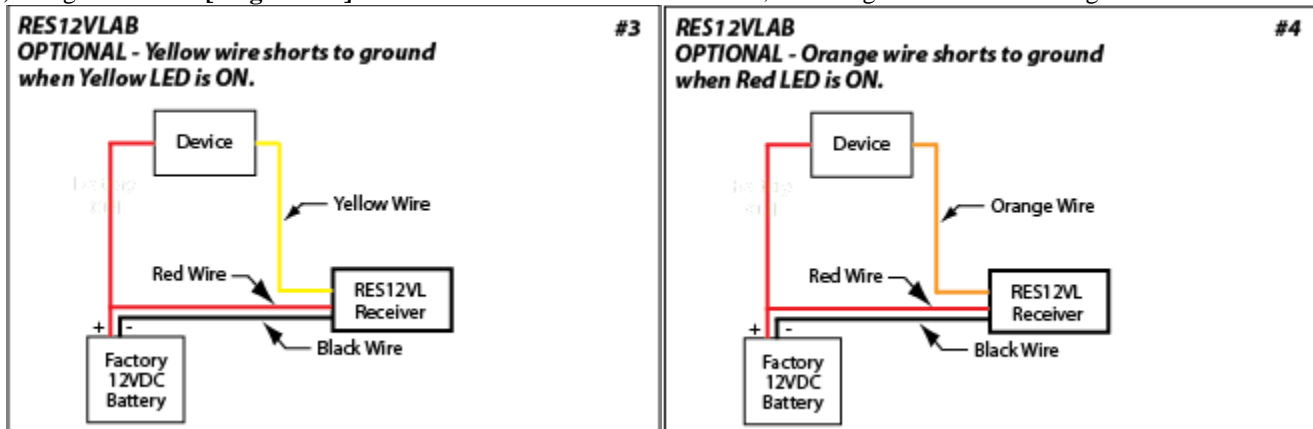 RES12VLAB #3
OPTIONAL - Yellow wire shorts to ground
when Yellow LED is ON.
Device
Yellow Wire
Red Wire
RES12VL
Receiver
+ -
Black Wire
Factory
12VDC
Battery
RES12VLAB #4
OPTIONAL - Orange wire shorts to ground
when Red LED is ON.
Device
Orange Wire
Red Wire
RES12VL
Receiver
+ -
Black Wire
Factory
12VDC
Battery